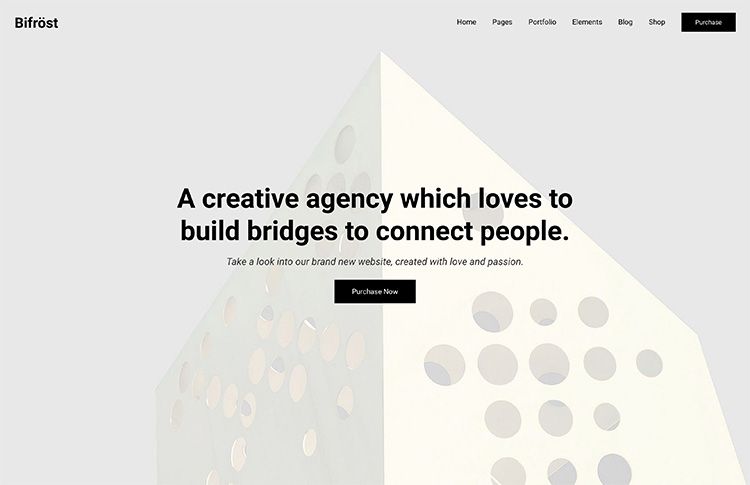 Bifröst
Home Pages Portfolio Elements Blog Shop Purchase
A creative agency which loves to
build bridges to connect people.
Take a look into our brand new website, created with love and passion.
Purchase Now